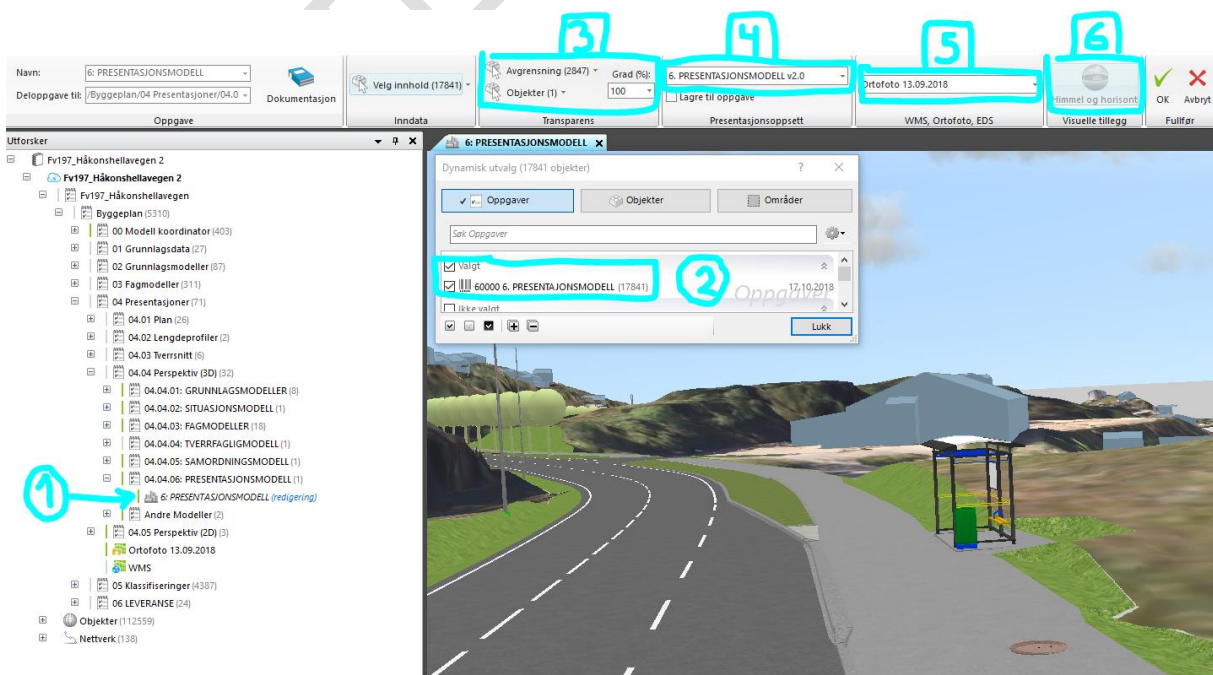 3
4
5
6
Navn:
6: PRESENTASJONSMODELL
Deloppgave til:
/Byggeplan/04 Presentasjoner/04.0
Dokumentasjon
Velg innhold (17841)
Avgrensning (2847)
Objekter (1)
Grad (%):
100
6. PRESENTASJONSMODELL v2.0
Lagre til oppgave
Ortofoto 13.09.2018
Himmel og horisont
OK
Avbryt
Oppgave
Inndata
Transparens
Presentasjonsoppsett
WMS, Ortofoto, EDS
Visuelle tillegg
Fullfør
Utforsker
6: PRESENTASJONSMODELL
Fv197_Håkonshellavegen 2
Fv197_Håkonshellavegen 2
Fv197_Håkonshellavegen
Byggeplan (5310)
00 Modell koordinator (403)
01 Grunnlagsdata (27)
02 Grunnlagsmodeller (87)
03 Fagmodeller (311)
04 Presentasjoner (71)
04.01 Plan (26)
04.02 Lengdeprofiler (2)
04.03 Tverrsnitt (6)
04.04 Perspektiv (3D) (32)
04.04.01: GRUNNLAGSMODELLER (8)
04.04.02: SITUASJONSMODELL (1)
04.04.03: FAGMODELLER (18)
04.04.04: TVERRFAGLIGMODELL (1)
04.04.05: SAMORDNINGSMODELL (1)
04.04.06: PRESENTASJONSMODELL (1)
1
6: PRESENTASJONSMODELL (redigering)
Andre Modeller (2)
04.05 Perspektiv (2D) (3)
Ortofoto 13.09.2018
WMS
05 Klassifiseringer (4387)
06 LEVERANSE (24)
Objekter (112559)
Nettverk (138)
Dynamisk utvalg (17841 objekter)
Oppgaver
Objekter
Områder
Søk Oppgaver
Valgt
60000 6. PRESENTAJONSMODELL (17841)
2
17.10.2018
Oppgaver
Ikke valgt
Lukk